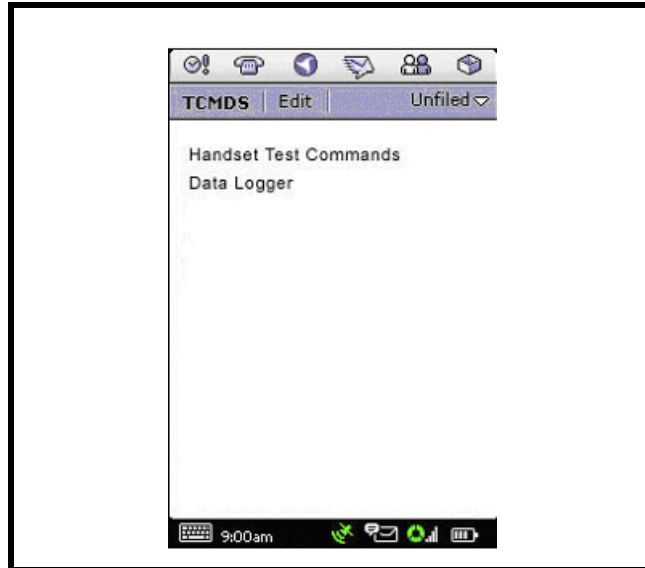 TCMDS Edit Unfiled
Handset Test Commands
Data Logger
9:00am